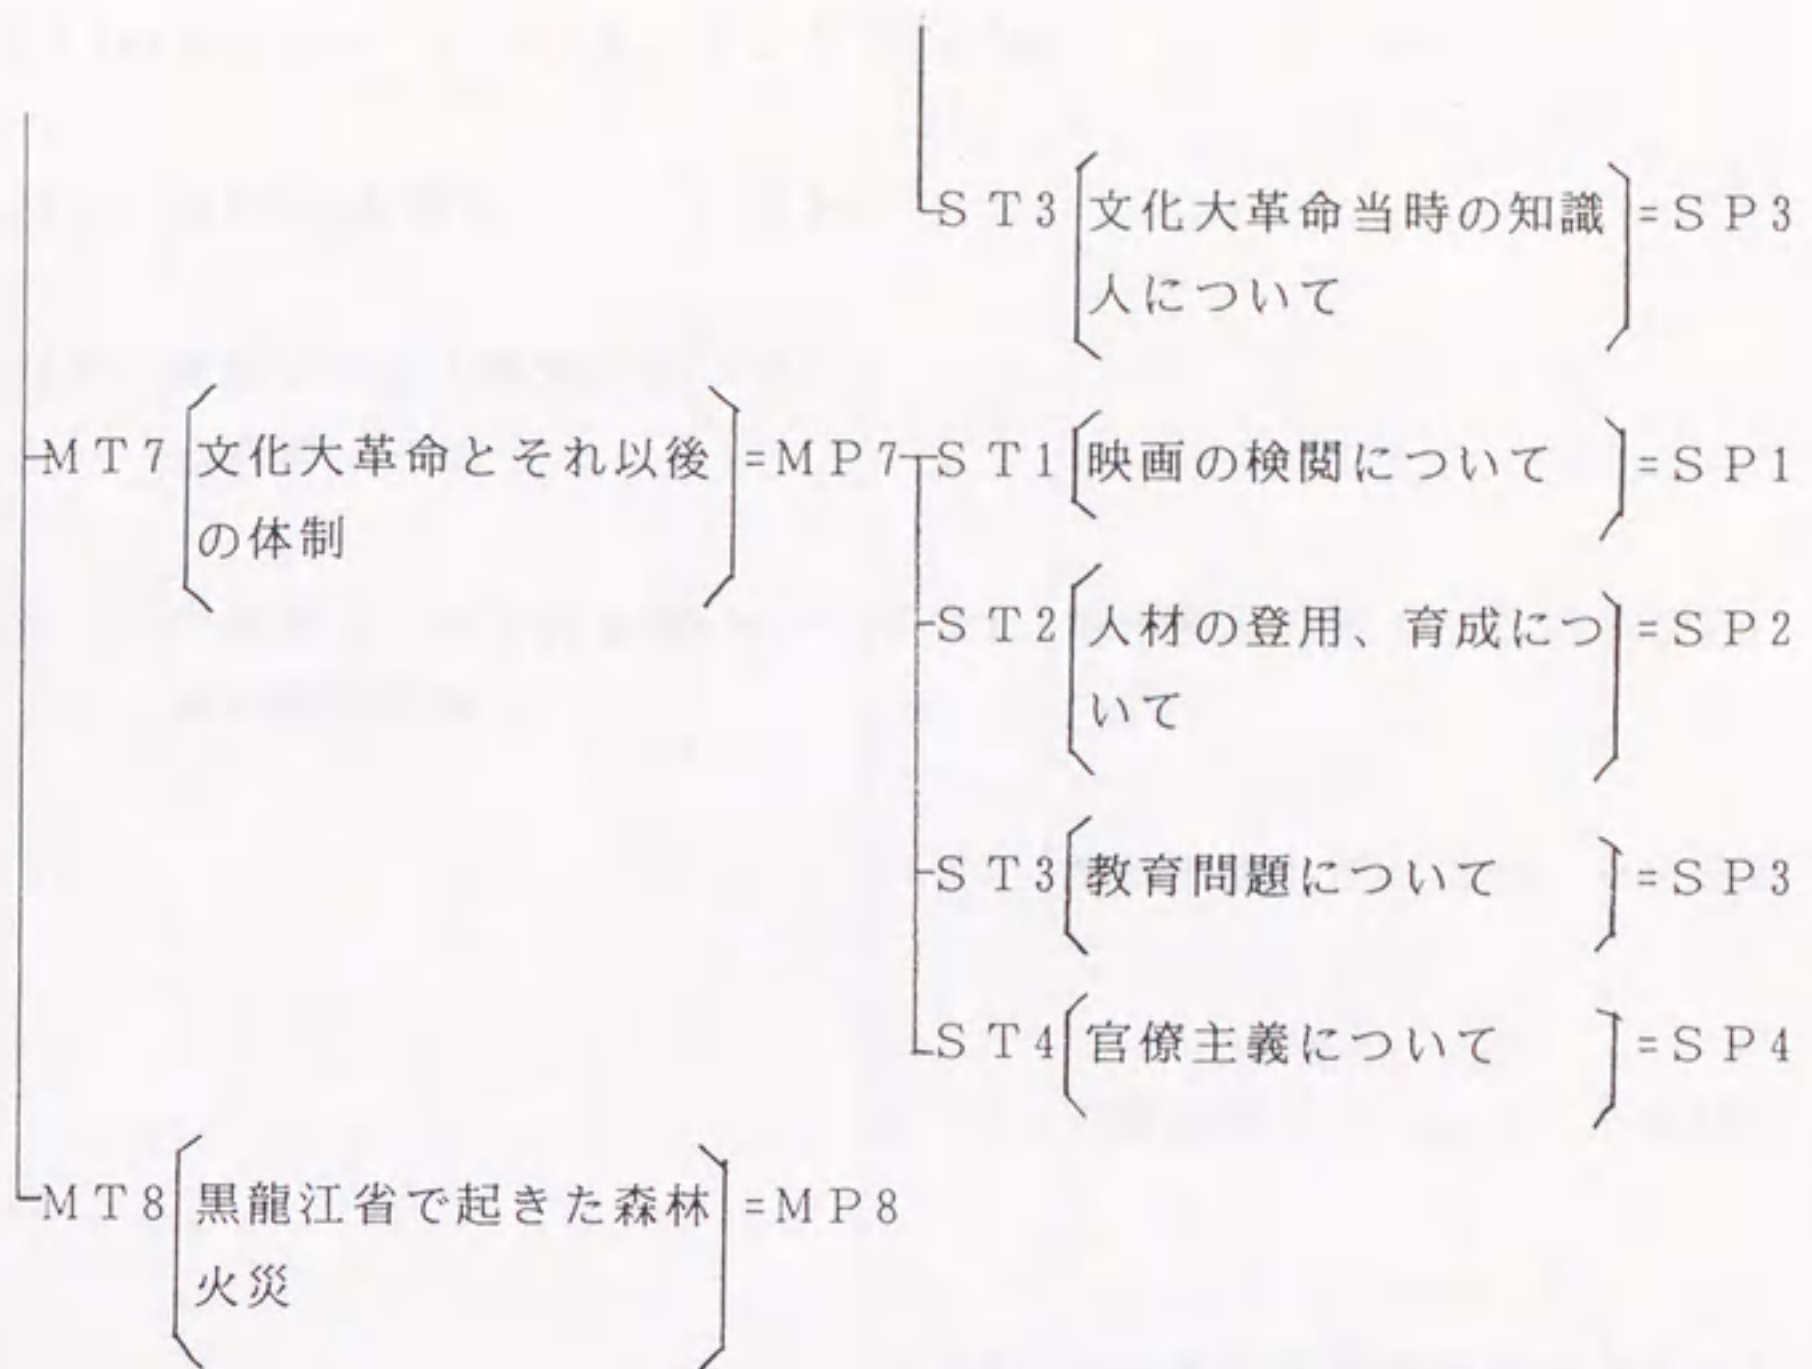 ST3 文化大革命当時の知識 =SP3
人について
MT7 文化大革命とそれ以後 =MP7 ST1 映画の検閲について =SP1
の体制
ST2 人材の登用、育成につ =SP2
いて
ST3 教育問題について =SP3
ST4 官僚主義について =SP4
MT8 黒龍江省で起きた森林 =MP8
火災